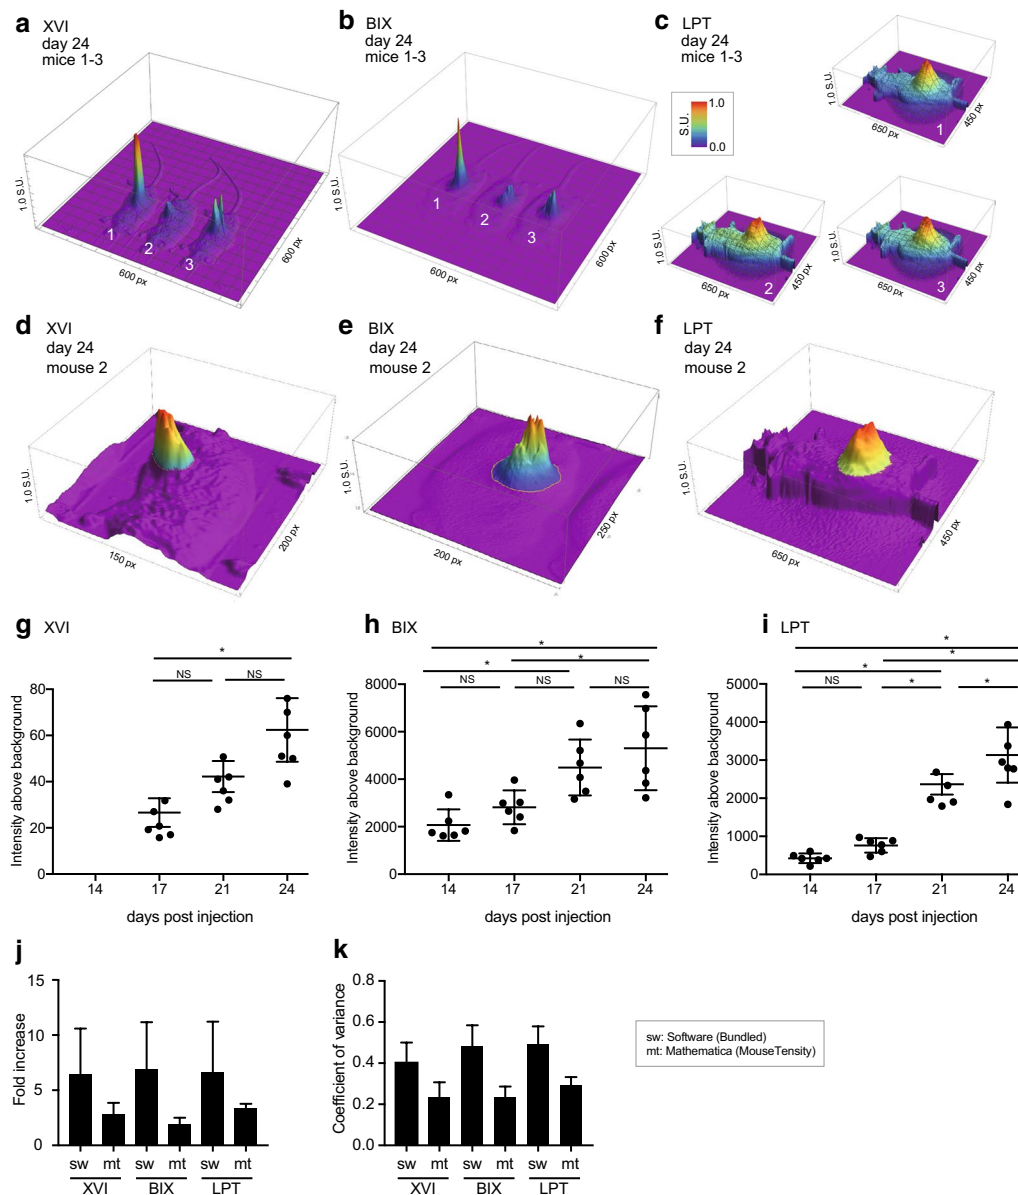 a XVI
day 24
mice 1-3
1.0 S.U.
1
2
3
600 px
600 px
b BIX
day 24
mice 1-3
1.0 S.U.
1
2
3
600 px
600 px
c LPT
day 24
mice 1-3
S.U.
1.0
0.0
1.0 S.U.
1
650 px
450 px
1.0 S.U.
2
650 px
450 px
1.0 S.U.
3
650 px
450 px
d XVI
day 24
mouse 2
1.0 S.U.
150 px
200 px
e BIX
day 24
mouse 2
1.0 S.U.
200 px
250 px
f LPT
day 24
mouse 2
1.0 S.U.
650 px
450 px
g XVI
*
NS NS
Intensity above background
80
60
40
20
0
14 17 21 24
days post injection
h BIX
*
* *
NS NS NS
Intensity above background
8000
6000
4000
2000
0
14 17 21 24
days post injection
i LPT
*
*
*
NS * *
Intensity above background
5000
4000
3000
2000
1000
0
14 17 21 24
days post injection
j
Fold increase
15
10
5
0
sw mt sw mt sw mt
XVI BIX LPT
k
Coefficient of variance
0.8
0.6
0.4
0.2
0.0
sw mt sw mt sw mt
XVI BIX LPT
sw: Software (Bundled)
mt: Mathematica (MouseTensity)